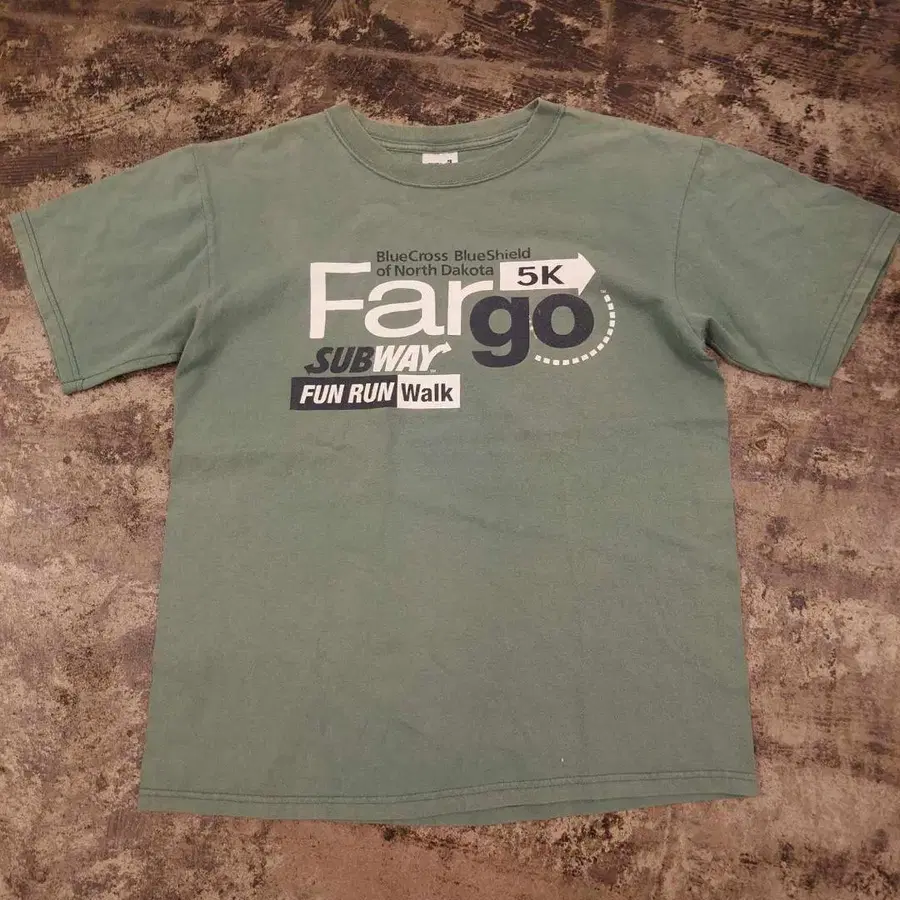 BlueCross BlueShield
of North Dakota
5K
Fargo
SUBWAY
FUN RUN Walk